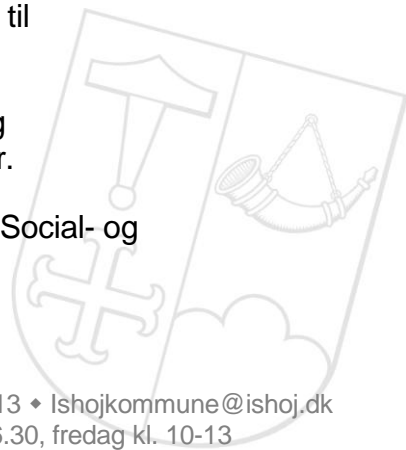 til
r.
Social- og
13 ◆ Ishojkommune@ishoj.dk
6.30, fredag kl. 10-13